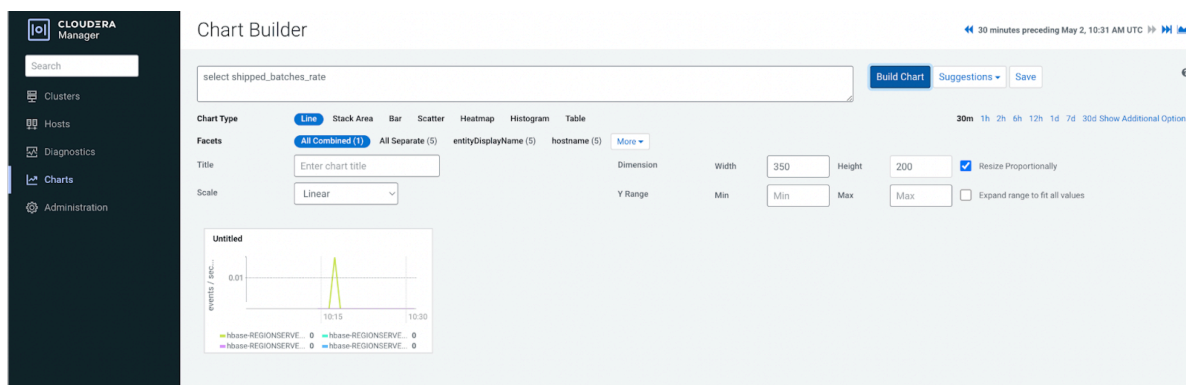 CLOUDERA
Manager
Search
Clusters
Hosts
Diagnostics
Charts
Administration
Chart Builder
30 minutes preceding May 2, 10:31 AM UTC
select shipped_batches_rate
Build Chart Suggestions Save
Chart Type Line Stack Area Bar Scatter Heatmap Histogram Table
30m 1h 2h 6h 12h 1d 7d 30d Show Additional Option
Facets All Combined (1) All Separate (5) entityDisplayName (5) hostname (5) More
Title Enter chart title Dimension Width 350 Height 200 Resize Proportionally
Scale Linear Y Range Min Min Max Max Expand range to fit all values
Untitled
events / sec...
0.01
10:15 10:30
hbase-REGIONSERVE... 0 hbase-REGIONSERVE... 0
hbase-REGIONSERVE... 0 hbase-REGIONSERVE... 0